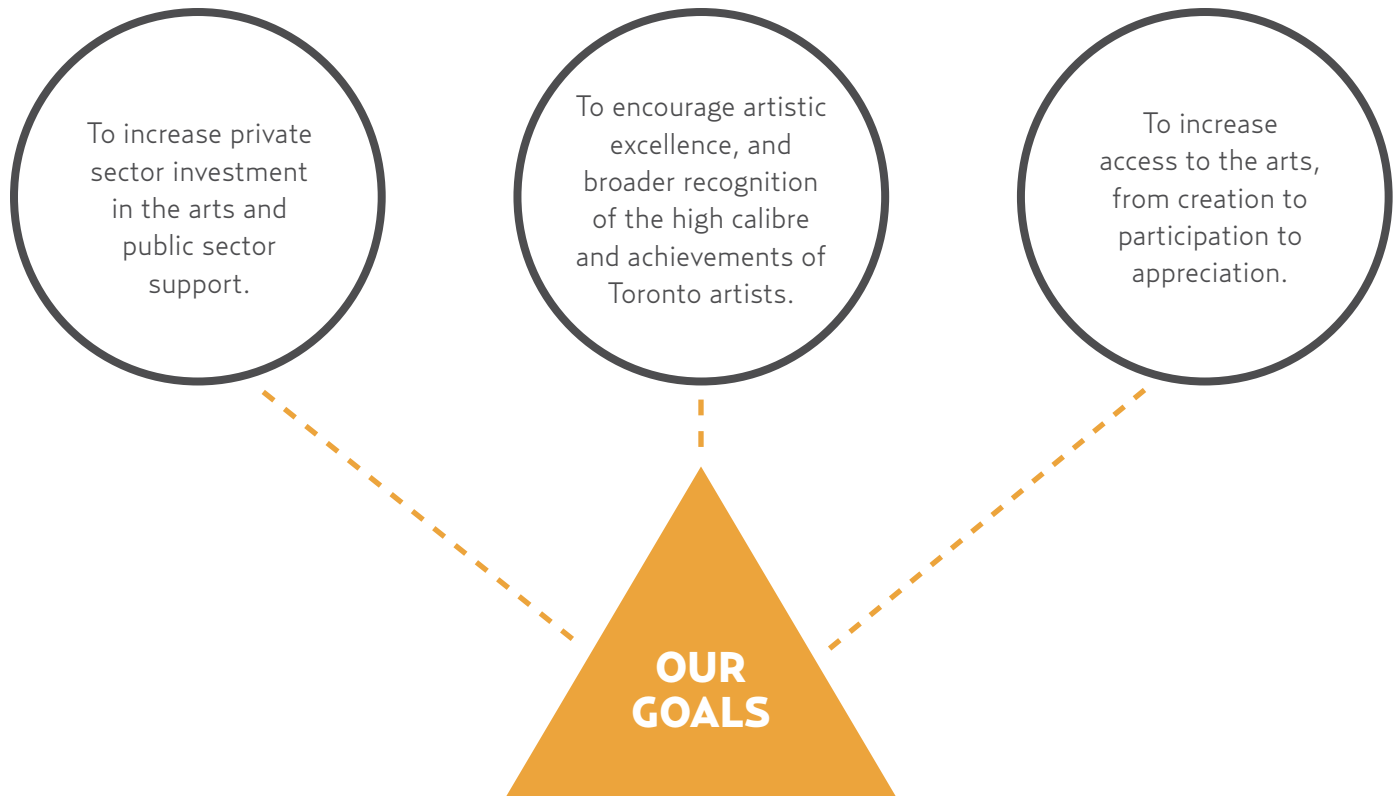 To increase private
sector investment
in the arts and
public sector
support.
To encourage artistic
excellence, and
broader recognition
of the high calibre
and achievements of
Toronto artists.
To increase
access to the arts,
from creation to
participation to
appreciation.
OUR
GOALS